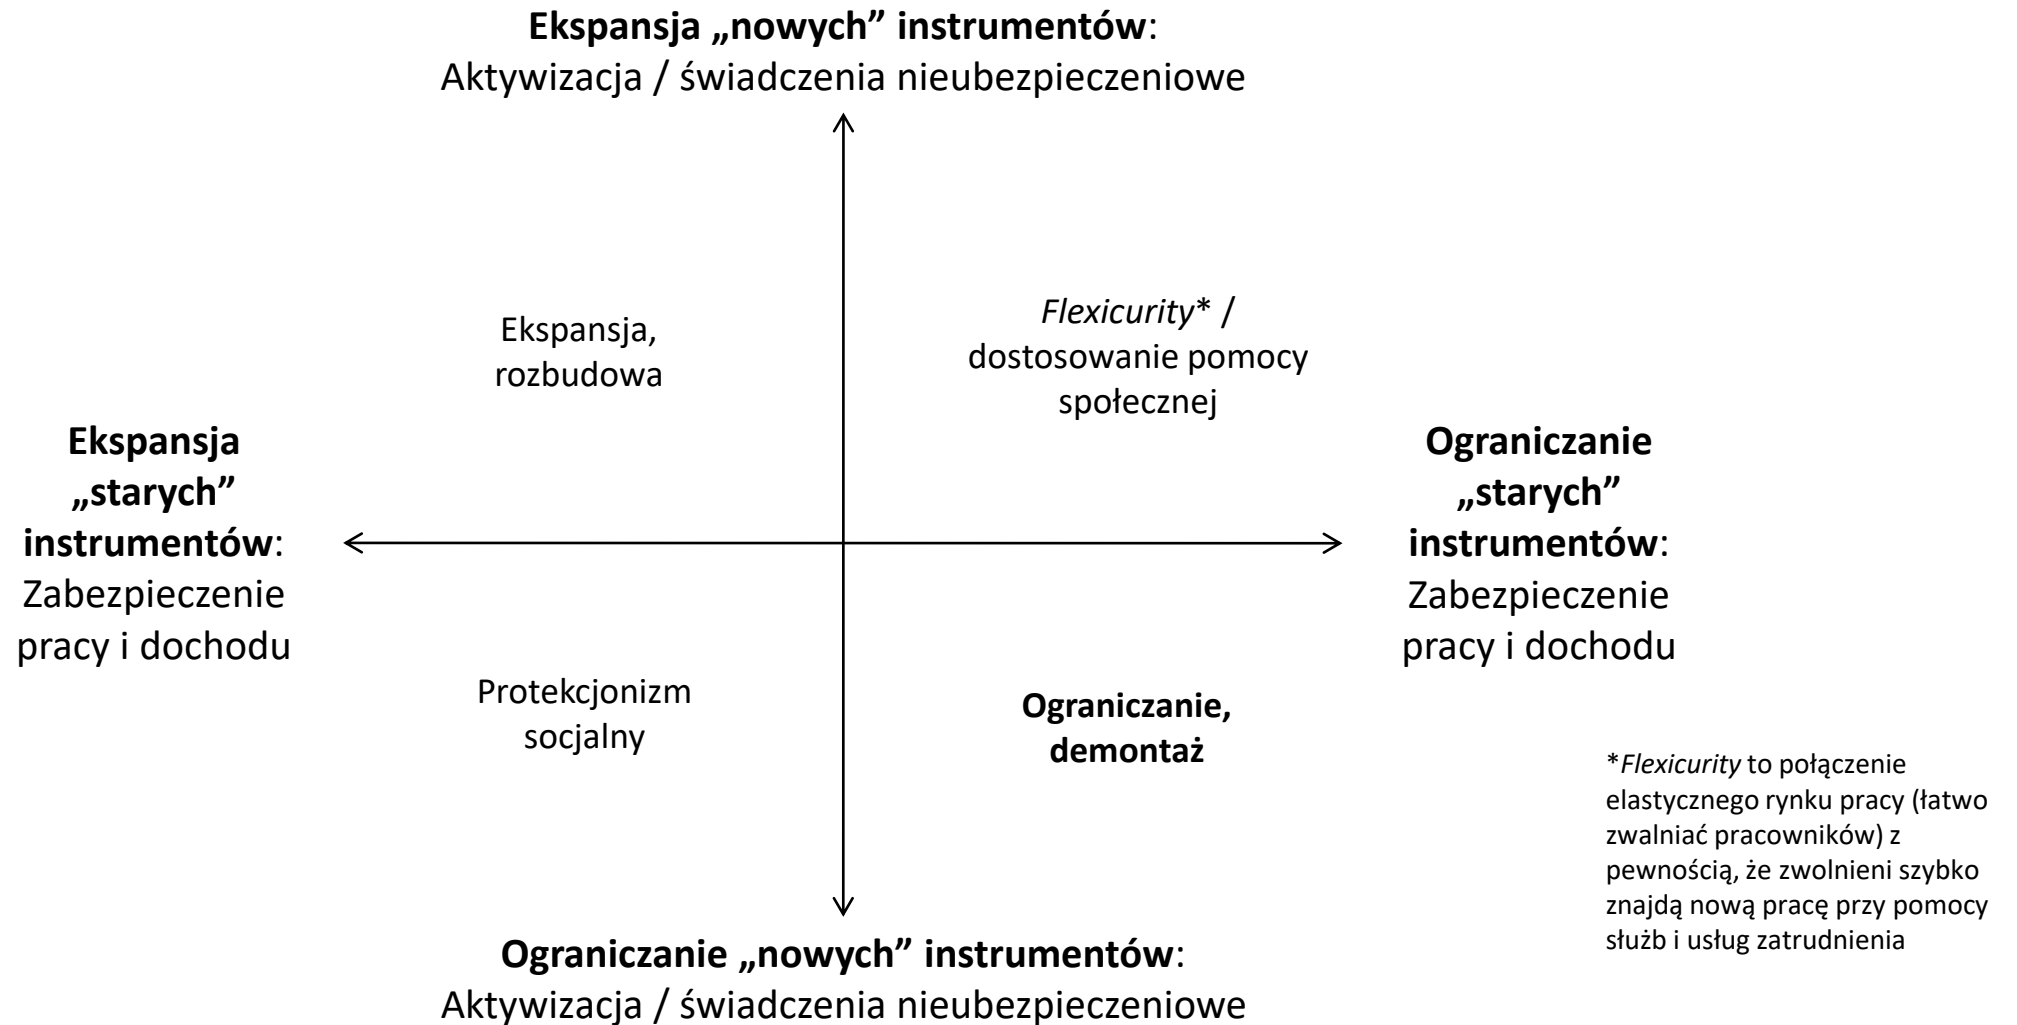 Ekspansja „nowych” instrumentów:
Aktywizacja / świadczenia nieubezpieczeniowe
Ekspansja,
rozbudowa
Flexicurity* /
dostosowanie pomocy
społecznej
Ekspansja
„starych”
instrumentów:
Zabezpieczenie
pracy i dochodu
Ograniczanie
„starych”
instrumentów:
Zabezpieczenie
pracy i dochodu
Protekcjonizm
socjalny
Ograniczanie,
demontaż
*Flexicurity to połączenie
elastycznego rynku pracy (łatwo
zwalniać pracowników) z
pewnością, że zwolnieni szybko
znajdą nową pracę przy pomocy
służb i usług zatrudnienia
Ograniczanie „nowych” instrumentów:
Aktywizacja / świadczenia nieubezpieczeniowe